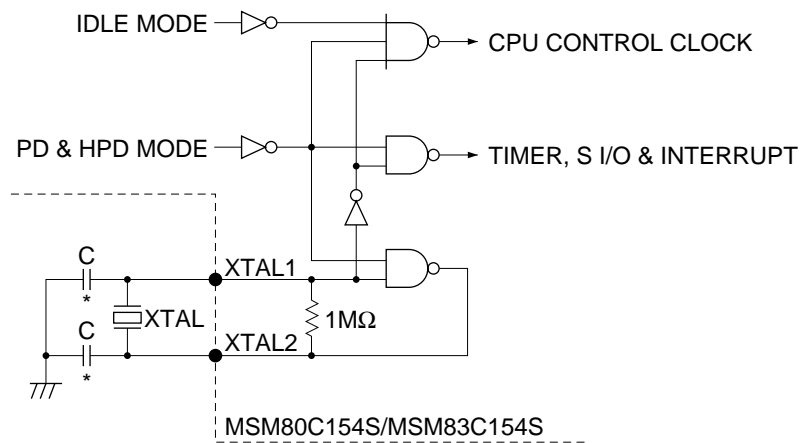 IDLE MODE
CPU CONTROL CLOCK
PD & HPD MODE
TIMER, S I/O & INTERRUPT
C
*
XTAL1
XTAL
1MΩ
C
*
XTAL2
MSM80C154S/MSM83C154S